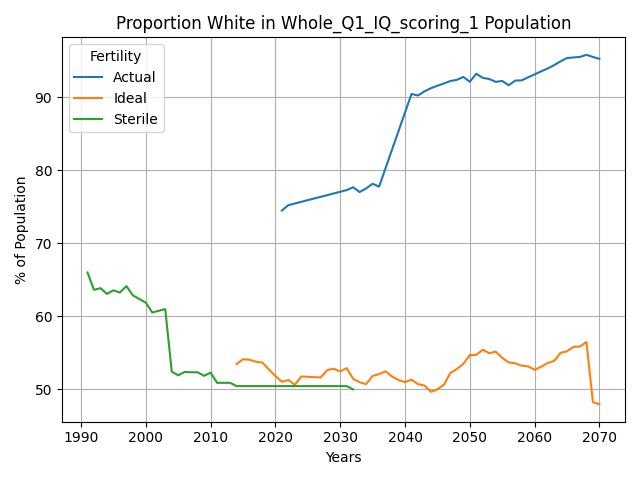 Proportion White in Whole_Q1_IQ_scoring_1 Population
Fertility
Actual
Ideal
Sterile
% of Population
90
80
70
60
50
1990 2000 2010 2020 2030 2040 2050 2060 2070
Years